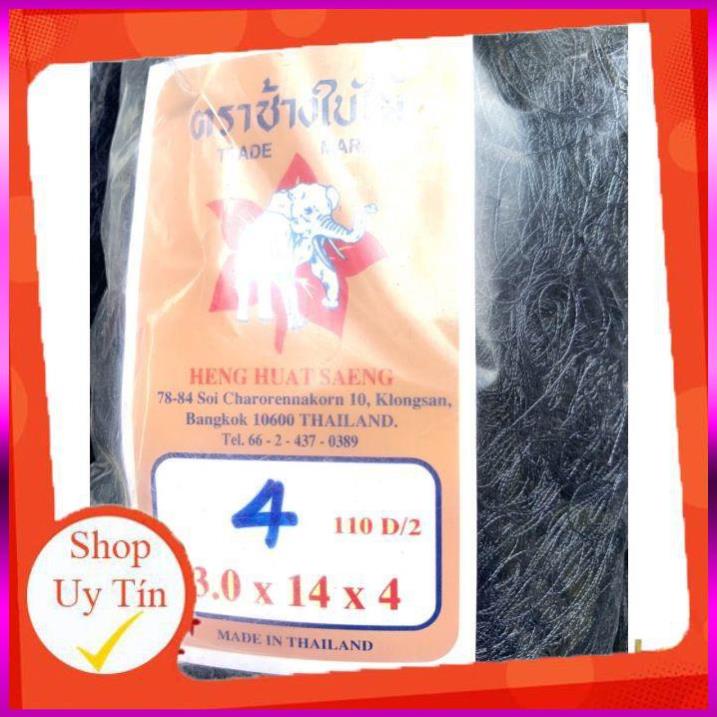 ตราช้างใบไม้
TRADE MARK
HENG HUAT SAENG
78-84 Soi Charorennakorn 10, Klongsan,
Bangkok 10600 THAILAND.
Tel. 66 - 2 - 437 - 0389
4
110 D/2
3.0 x 14 x 4
MADE IN THAILAND
Shop
Uy Tín